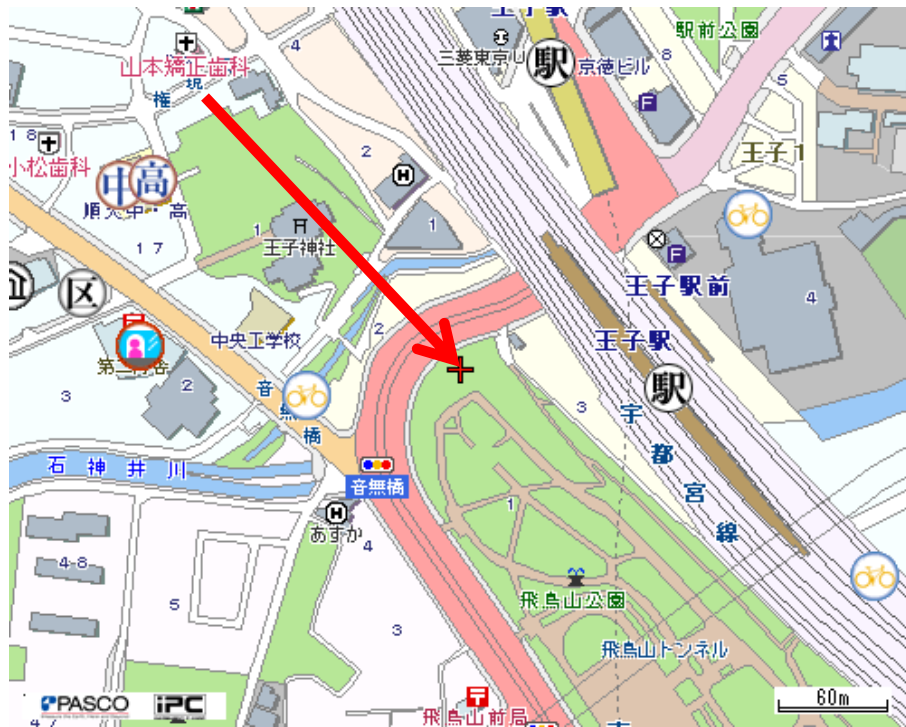 三菱東京U
駅
京徳ビル
駅前公園
8
5
4
山本矯正歯科
権
現
18
小松歯科
中
高
順天中・高
17
F
王子1
2
H
1
1
王子神社
区
王子駅前
F
4
王子駅
駅
中央工学校
2
2
3
3
音
無
橋
宇
都
宮
線
石神井川
音無橋
H
あすか
4
1
4-8
5
飛鳥山公園
3
飛鳥山トンネル
PASCO
iPC
飛鳥山前局
60m